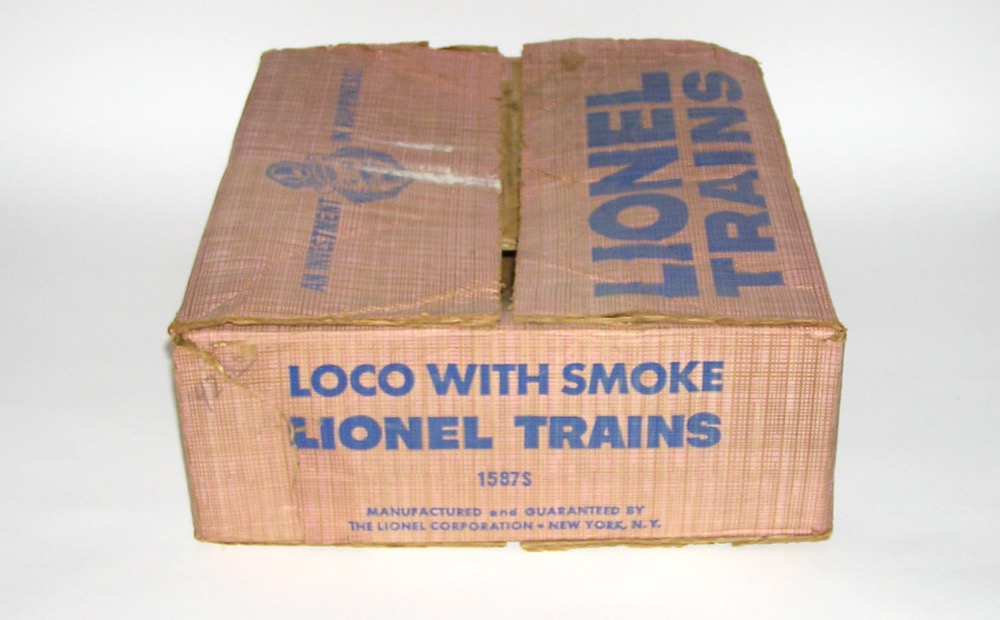 AN INVESTMENT IN HAPPINESS!
LIONEL
TRAINS
LOCO WITH SMOKE
LIONEL TRAINS
1587S
MANUFACTURED and GUARANTEED BY
THE LIONEL CORPORATION - NEW YORK, N.Y.